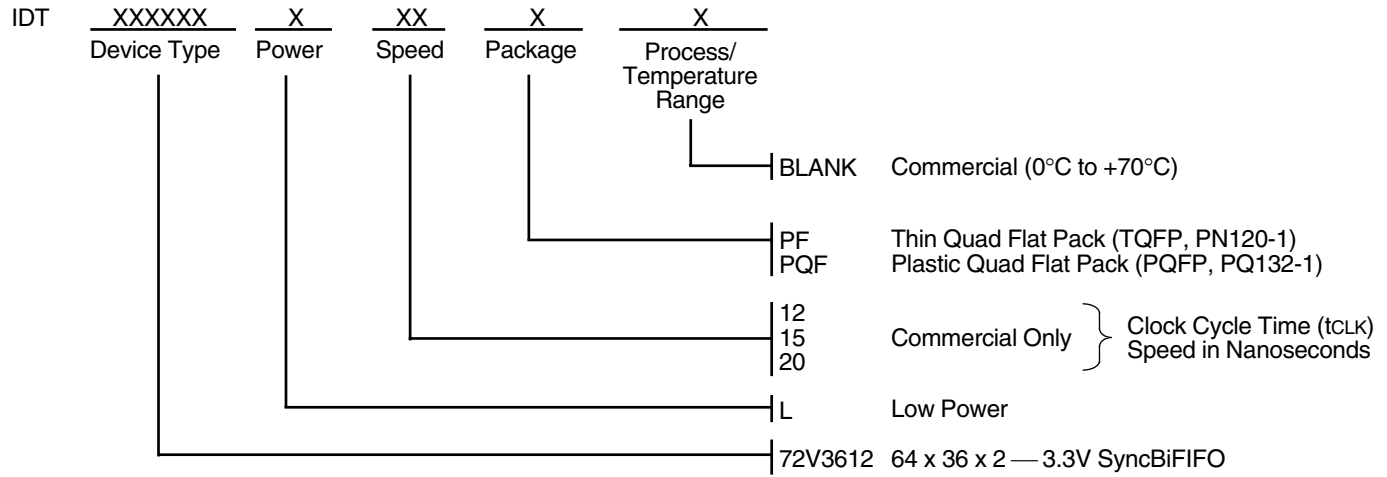 IDT XXXXXX X XX X X
Device Type Power Speed Package Process/
Temperature
Range
BLANK Commercial (0°C to +70°C)
PF Thin Quad Flat Pack (TQFP, PN120-1)
PQF Plastic Quad Flat Pack (PQFP, PQ132-1)
12
15 Commercial Only
20
Clock Cycle Time (tCLK)
Speed in Nanoseconds
L Low Power
72V3612 64 x 36 x 2 — 3.3V SyncBiFIFO